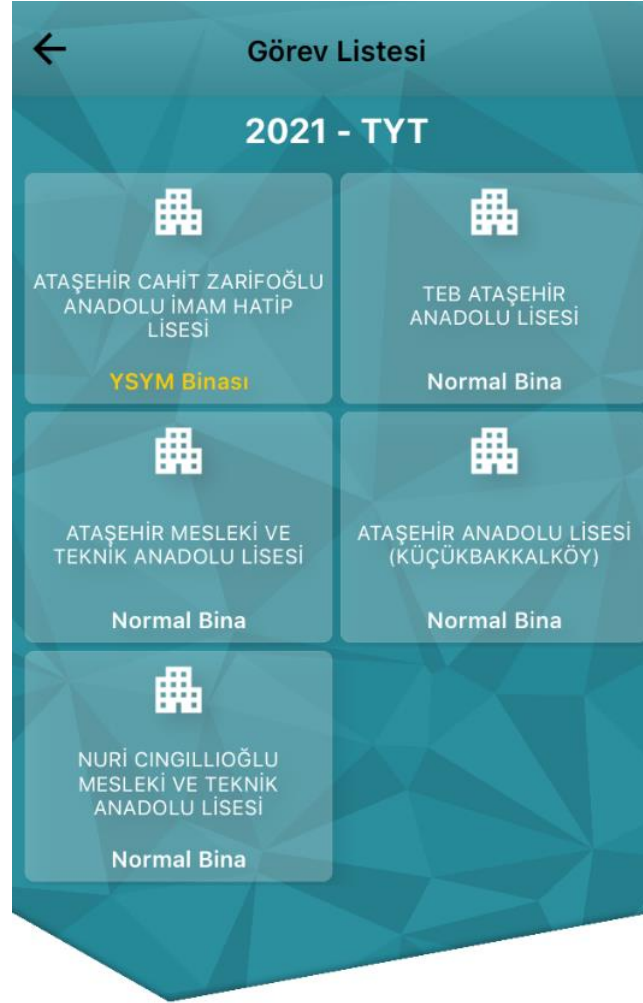 Görev Listesi
2021 - TYT
ATAŞEHİR CAHİT ZARİFOĞLU
ANADOLU İMAM HATİP
LİSESİ
YSYM Binası
TEB ATAŞEHİR
ANADOLU LİSESİ
Normal Bina
ATAŞEHİR MESLEKİ VE
TEKNİK ANADOLU LİSESİ
Normal Bina
ATAŞEHİR ANADOLU LİSESİ
(KÜÇÜKBAKKALKÖY)
Normal Bina
NURİ CINGILLIOĞLU
MESLEKİ VE TEKNİK
ANADOLU LİSESİ
Normal Bina